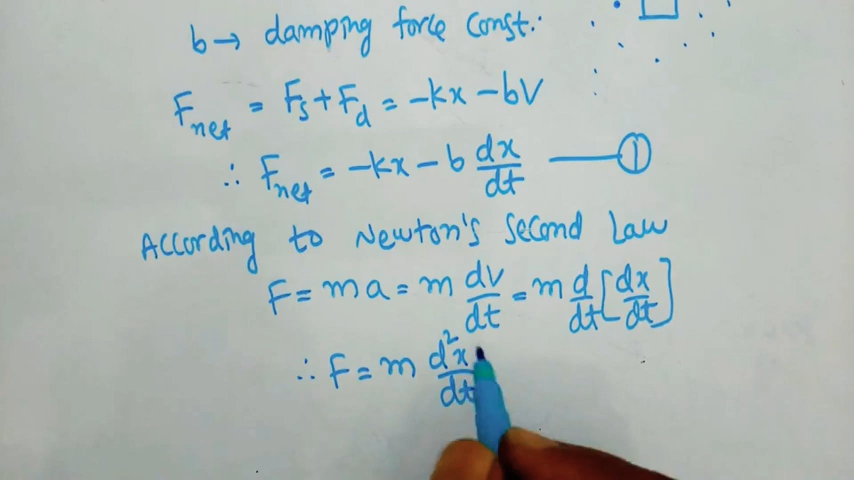 b → damping force Const:
Fnet = Fs + Fd = -kx - bv
∴ Fnet = -kx - b dx/dt —— ①
According to Newton's Second Law
F = ma = m dv/dt = m d/dt [dx/dt]
∴ F = m d²x/dt